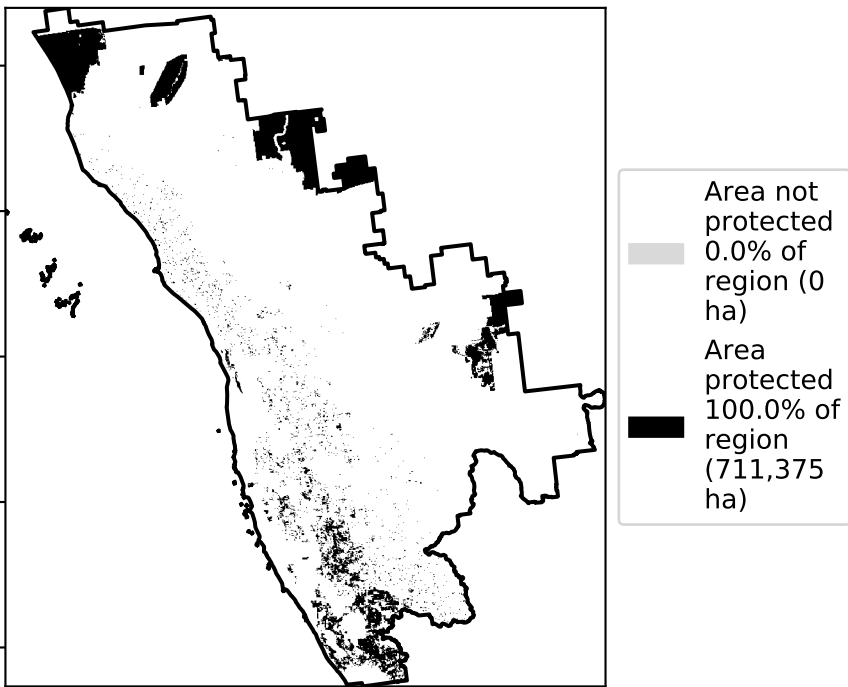 Area not
protected
0.0% of
region (0
ha)
Area
protected
100.0% of
region
(711,375
ha)